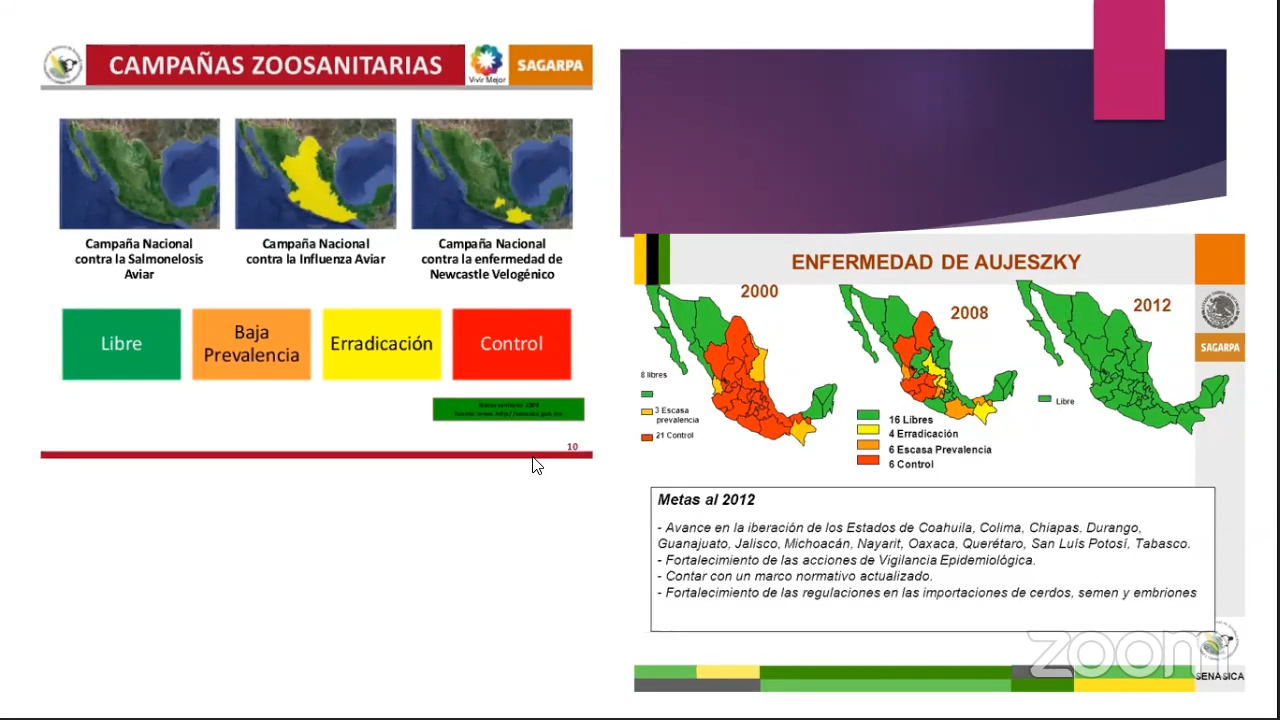 CAMPAÑAS ZOOSANITARIAS
Vivir Mejor
SAGARPA
Campaña Nacional
contra la Salmonelosis
Aviar
Campaña Nacional
contra la Influenza Aviar
Campaña Nacional
contra la enfermedad de
Newcastle Velogénico
Libre
Baja
Prevalencia
Erradicación
Control
10
ENFERMEDAD DE AUJESZKY
2000
2008
2012
SAGARPA
8 libres
3 Escasa
prevalencia
21 Control
16 Libres
4 Erradicación
6 Escasa Prevalencia
6 Control
Libre
Metas al 2012
- Avance en la iberación de los Estados de Coahuila, Colima, Chiapas, Durango,
Guanajuato, Jalisco, Michoacán, Nayarit, Oaxaca, Querétaro, San Luís Potosí, Tabasco.
- Fortalecimiento de las acciones de Vigilancia Epidemiológica.
- Contar con un marco normativo actualizado.
- Fortalecimiento de las regulaciones en las importaciones de cerdos, semen y embriones
zoom
SENASICA